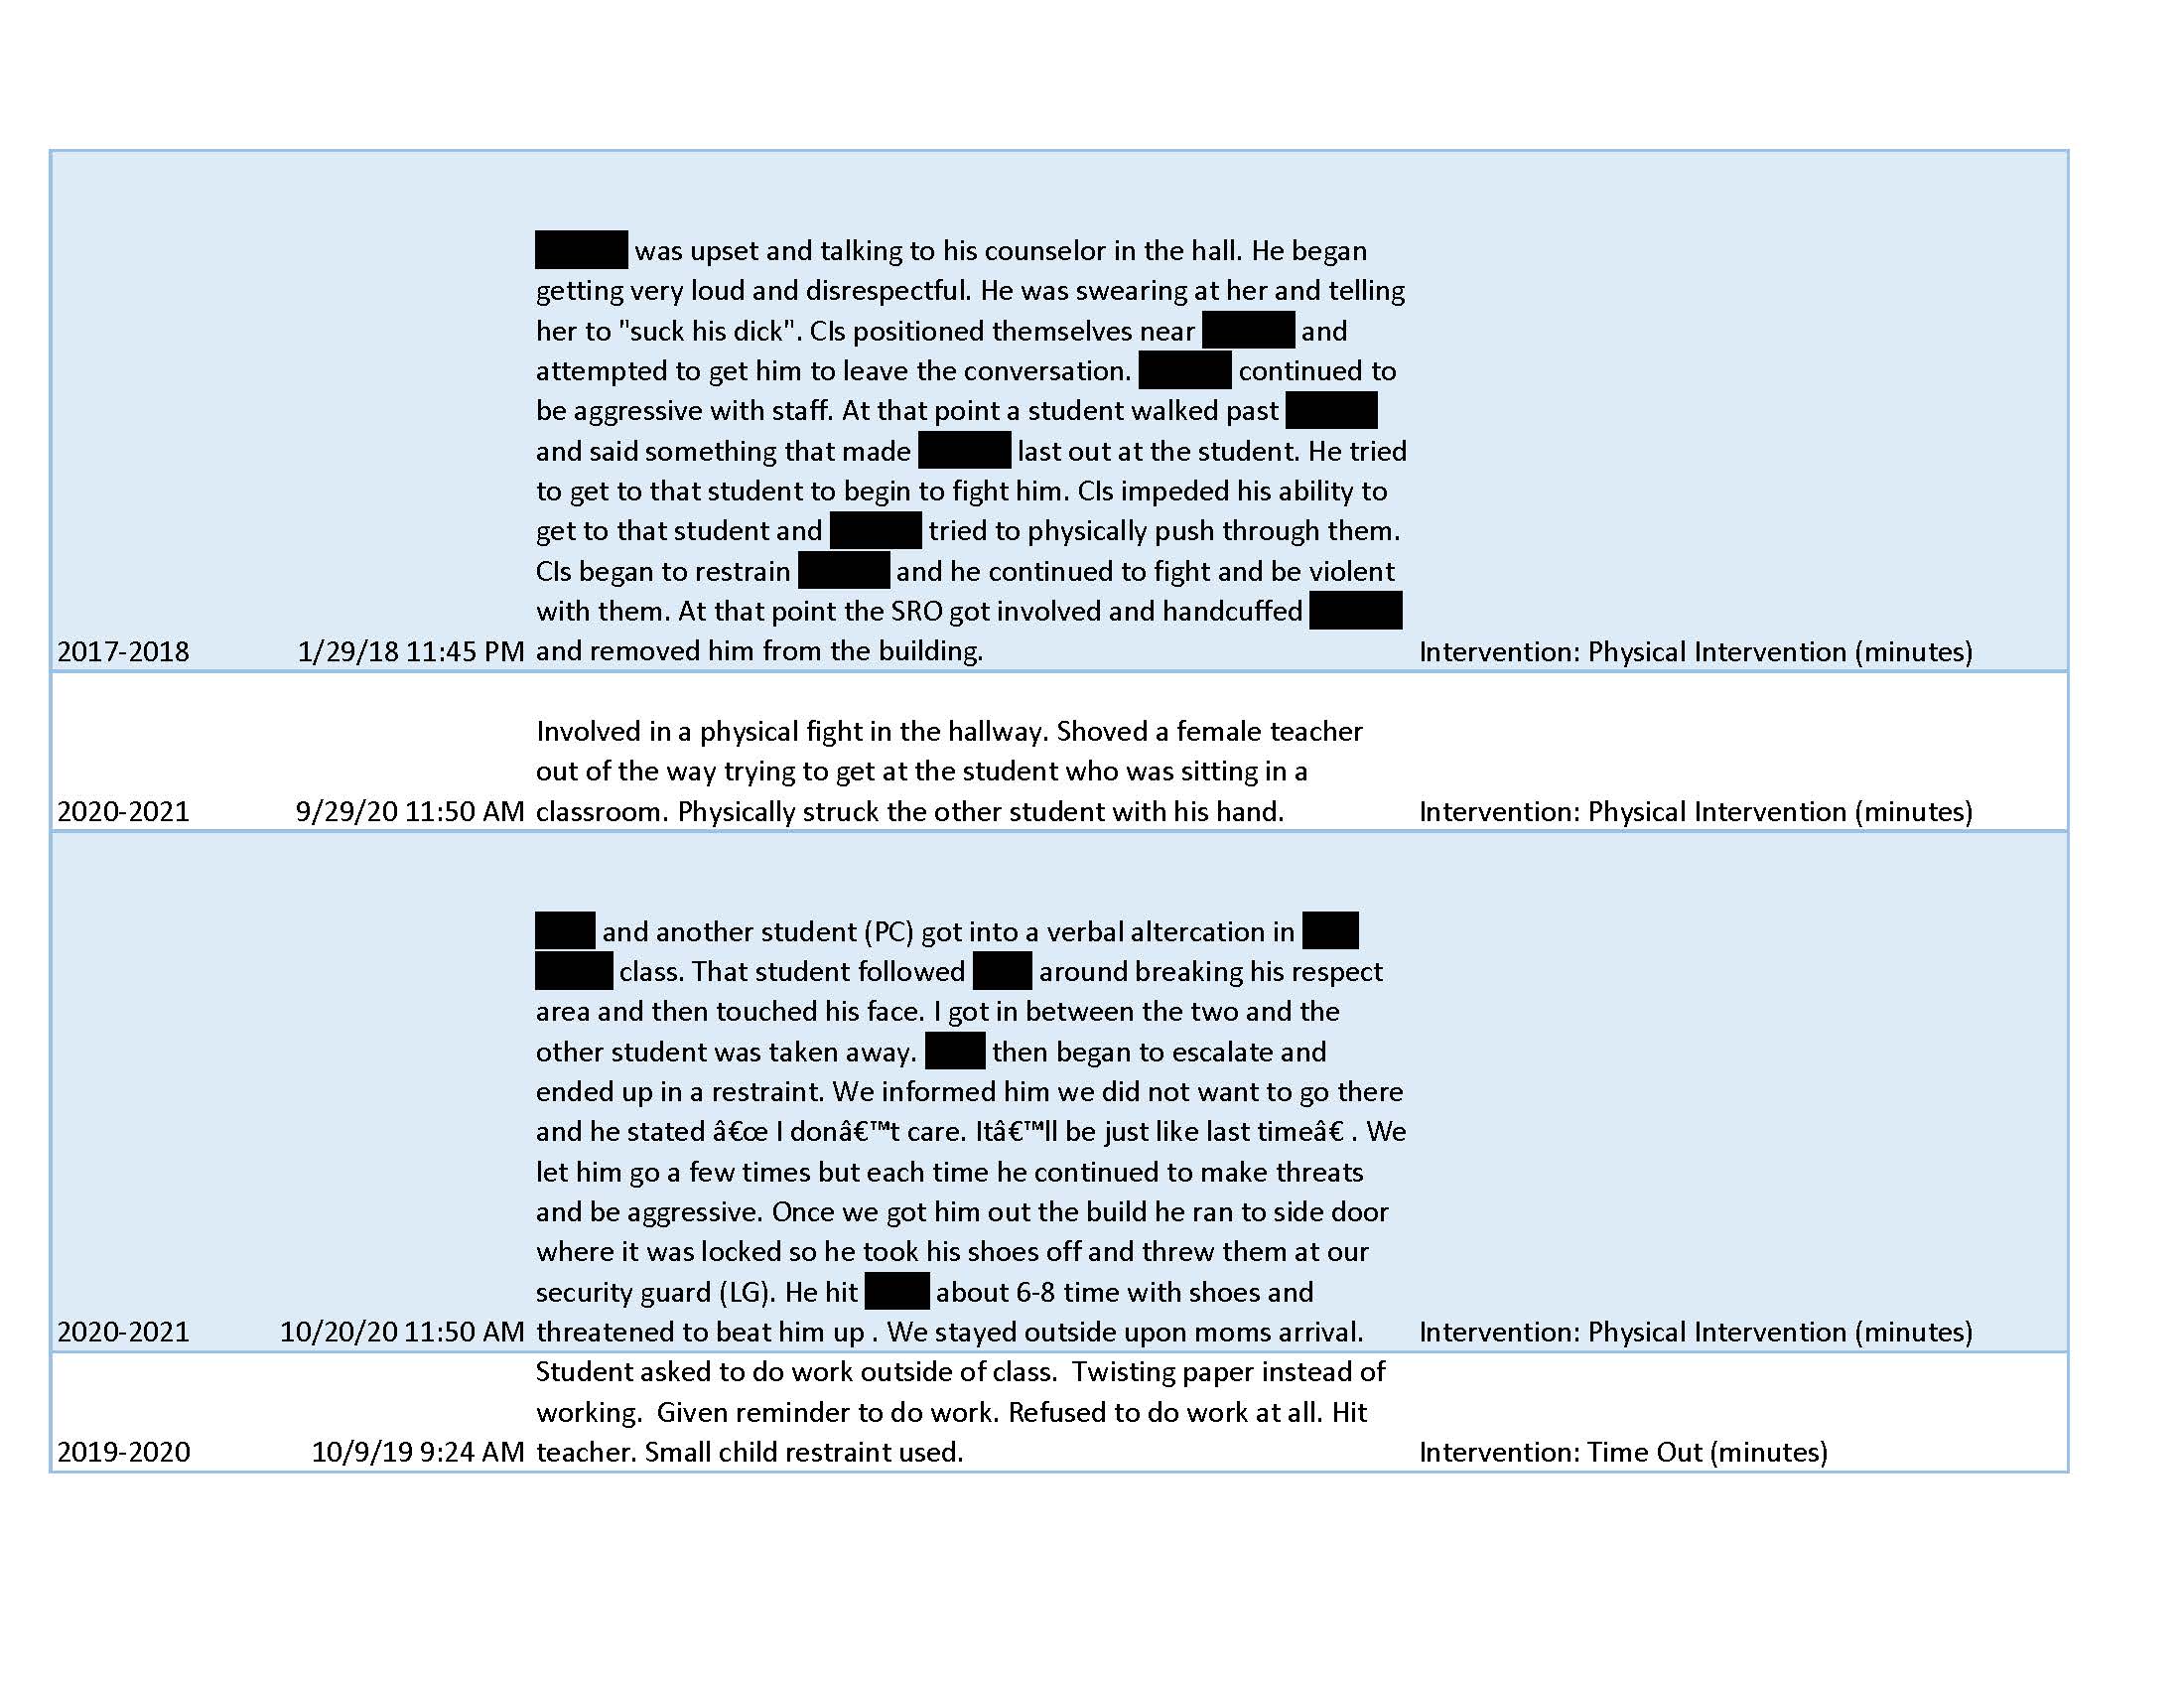 was upset and talking to his counselor in the hall. He began
getting very loud and disrespectful. He was swearing at her and telling
her to "suck his dick". CIs positioned themselves near and
attempted to get him to leave the conversation. continued to
be aggressive with staff. At that point a student walked past
and said something that made last out at the student. He tried
to get to that student to begin to fight him. CIs impeded his ability to
get to that student and tried to physically push through them.
CIs began to restrain and he continued to fight and be violent
with them. At that point the SRO got involved and handcuffed
2017-2018 1/29/18 11:45 PM and removed him from the building. Intervention: Physical Intervention (minutes)
Involved in a physical fight in the hallway. Shoved a female teacher
out of the way trying to get at the student who was sitting in a
2020-2021 9/29/20 11:50 AM classroom. Physically struck the other student with his hand. Intervention: Physical Intervention (minutes)
and another student (PC) got into a verbal altercation in
class. That student followed around breaking his respect
area and then touched his face. I got in between the two and the
other student was taken away. then began to escalate and
ended up in a restraint. We informed him we did not want to go there
and he stated â€œ I donâ€™t care. Itâ€™ll be just like last timeâ€ . We
let him go a few times but each time he continued to make threats
and be aggressive. Once we got him out the build he ran to side door
where it was locked so he took his shoes off and threw them at our
security guard (LG). He hit about 6-8 time with shoes and
2020-2021 10/20/20 11:50 AM threatened to beat him up . We stayed outside upon moms arrival. Intervention: Physical Intervention (minutes)
Student asked to do work outside of class.  Twisting paper instead of
working.  Given reminder to do work. Refused to do work at all. Hit
2019-2020 10/9/19 9:24 AM teacher. Small child restraint used. Intervention: Time Out (minutes)